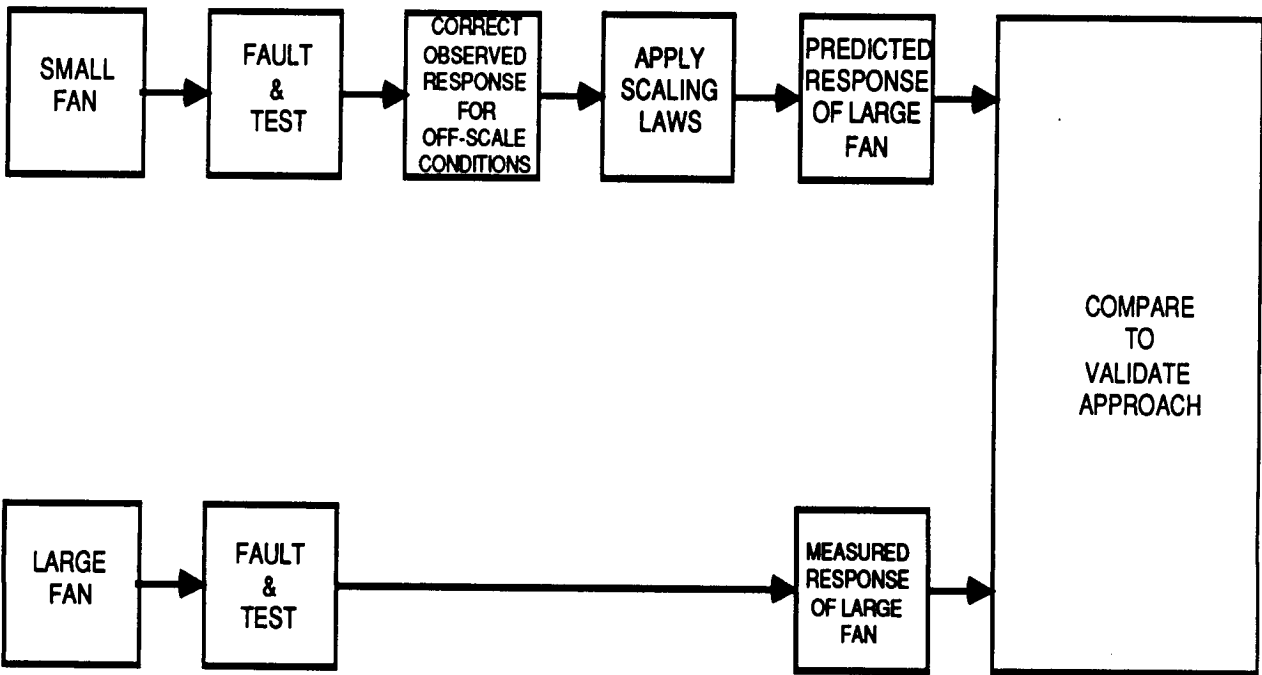 SMALL
FAN
FAULT
&
TEST
CORRECT
OBSERVED
RESPONSE
FOR
OFF-SCALE
CONDITIONS
APPLY
SCALING
LAWS
PREDICTED
RESPONSE
OF LARGE
FAN
COMPARE
TO
VALIDATE
APPROACH
LARGE
FAN
FAULT
&
TEST
MEASURED
RESPONSE
OF LARGE
FAN